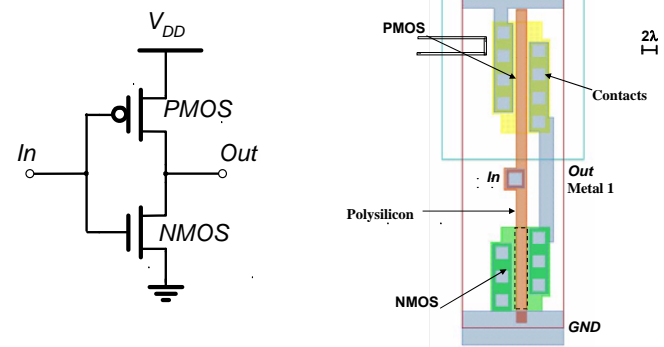 V_DD
PMOS
In
Out
NMOS
PMOS
2λ
Contacts
In
Out
Metal 1
Polysilicon
NMOS
GND